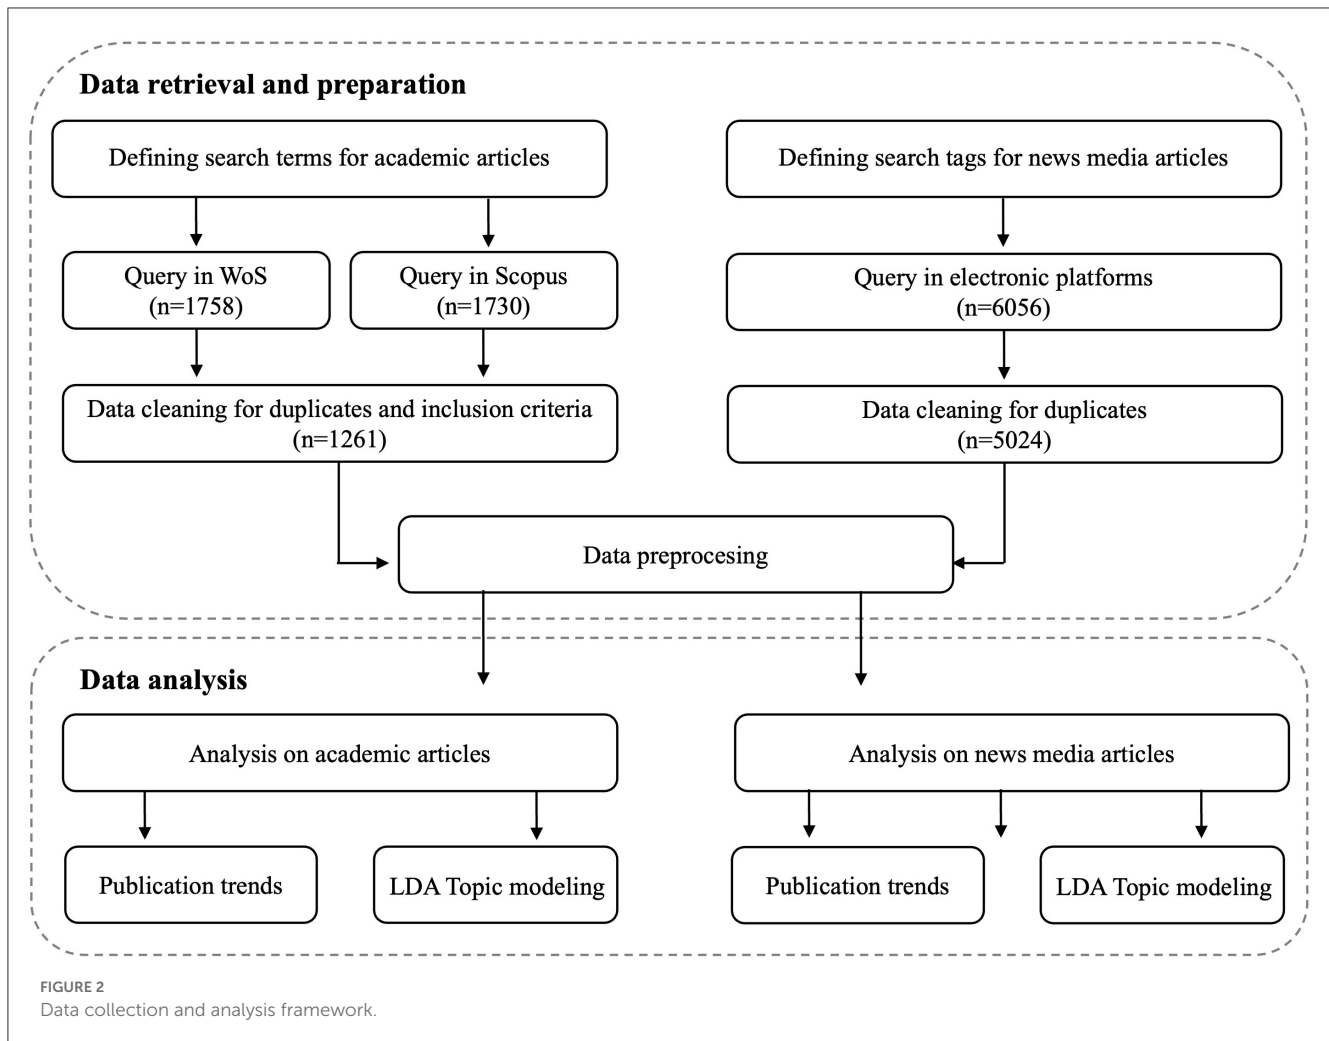 Data retrieval and preparation
Defining search terms for academic articles
Defining search tags for news media articles
Query in WoS
(n=1758)
Query in Scopus
(n=1730)
Query in electronic platforms
(n=6056)
Data cleaning for duplicates and inclusion criteria
(n=1261)
Data cleaning for duplicates
(n=5024)
Data preprocesing
Data analysis
Analysis on academic articles
Analysis on news media articles
Publication trends
LDA Topic modeling
Publication trends
LDA Topic modeling
FIGURE 2
Data collection and analysis framework.